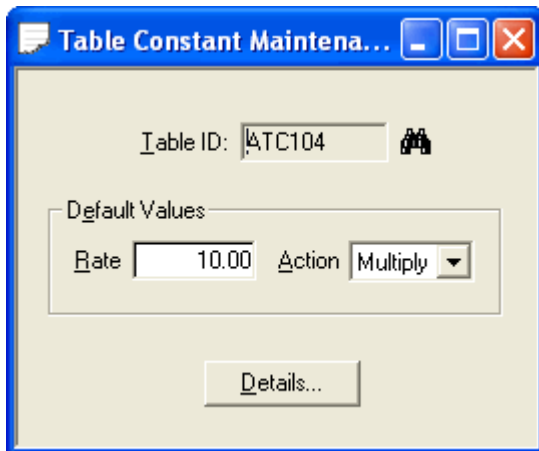 Table Constant Maintena...
Table ID: ATC104
Default Values
Rate 10.00 Action Multiply
Details...